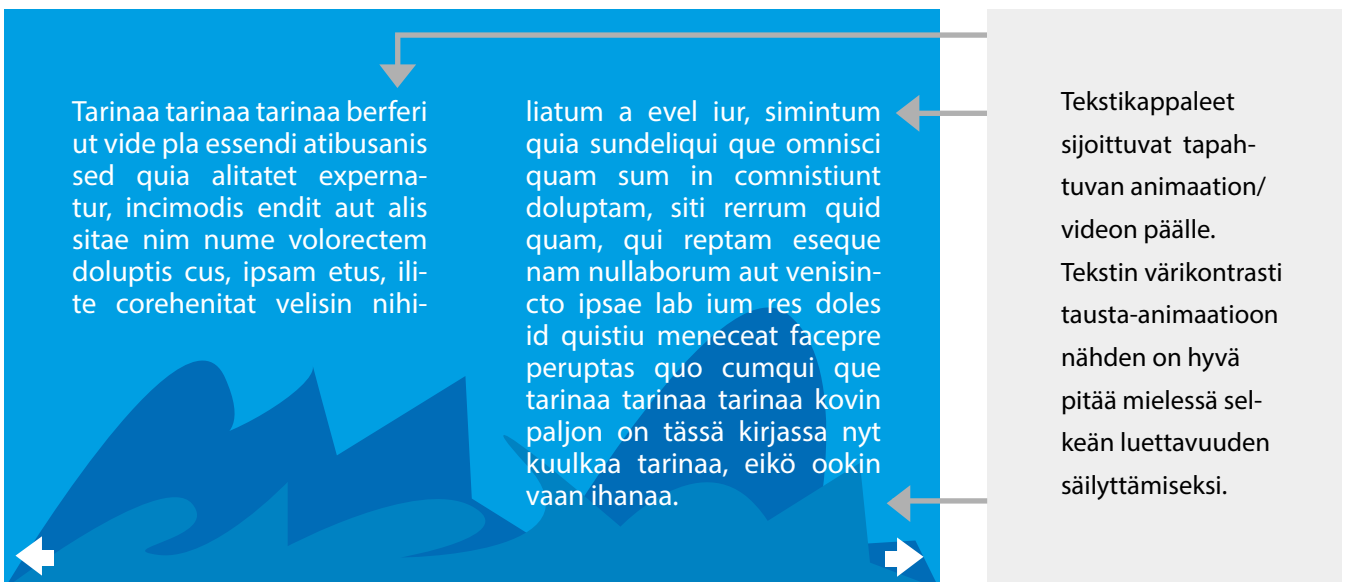 Tarinaa tarinaa tarinaa berferi
ut vide pla essendi atibusanis
sed quia alitatet experna-
tur, incimodis endit aut alis
sitae nim nume volorectem
doluptis cus, ipsam etus, ili-
te corehenitat velisin nihi-
liatum a evel iur, simintum
quia sundeliqui que omnisci
quam sum in comnistiunt
doluptam, siti rerrum quid
quam, qui reptam eseque
nam nullaborum aut venisin-
cto ipsae lab ium res doles
id quistiu meneceat facepre
peruptas quo cumqui que
tarinaa tarinaa tarinaa kovin
paljon on tässä kirjassa nyt
kuulkaa tarinaa, eikö ookin
vaan ihanaa.
Tekstikappaleet
sijoittuvat tapah-
tuvan animaation/
videon päälle.
Tekstin värikontrasti
tausta-animaatioon
nähden on hyvä
pitää mielessä sel-
keän luettavuuden
säilyttämiseksi.